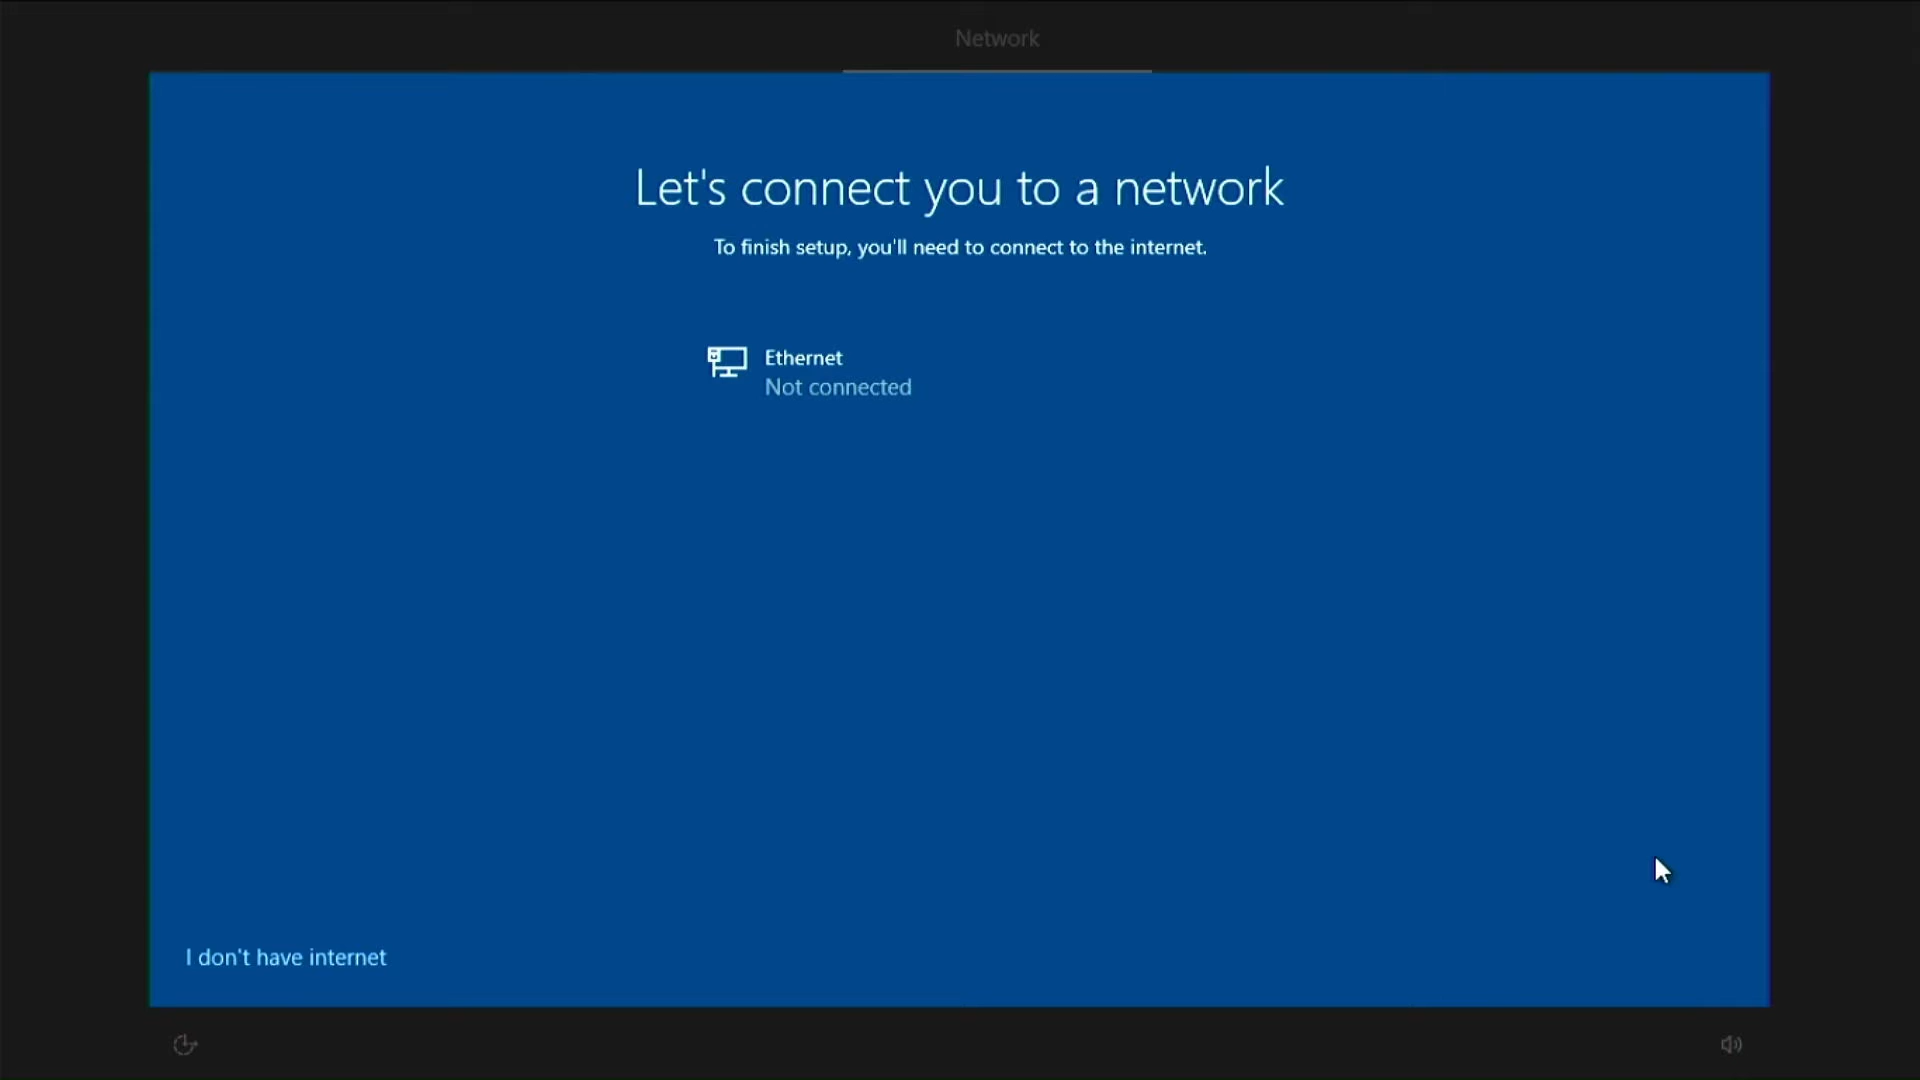 Network
Let's connect you to a network
To finish setup, you'll need to connect to the internet.
Ethernet
Not connected
I don't have internet